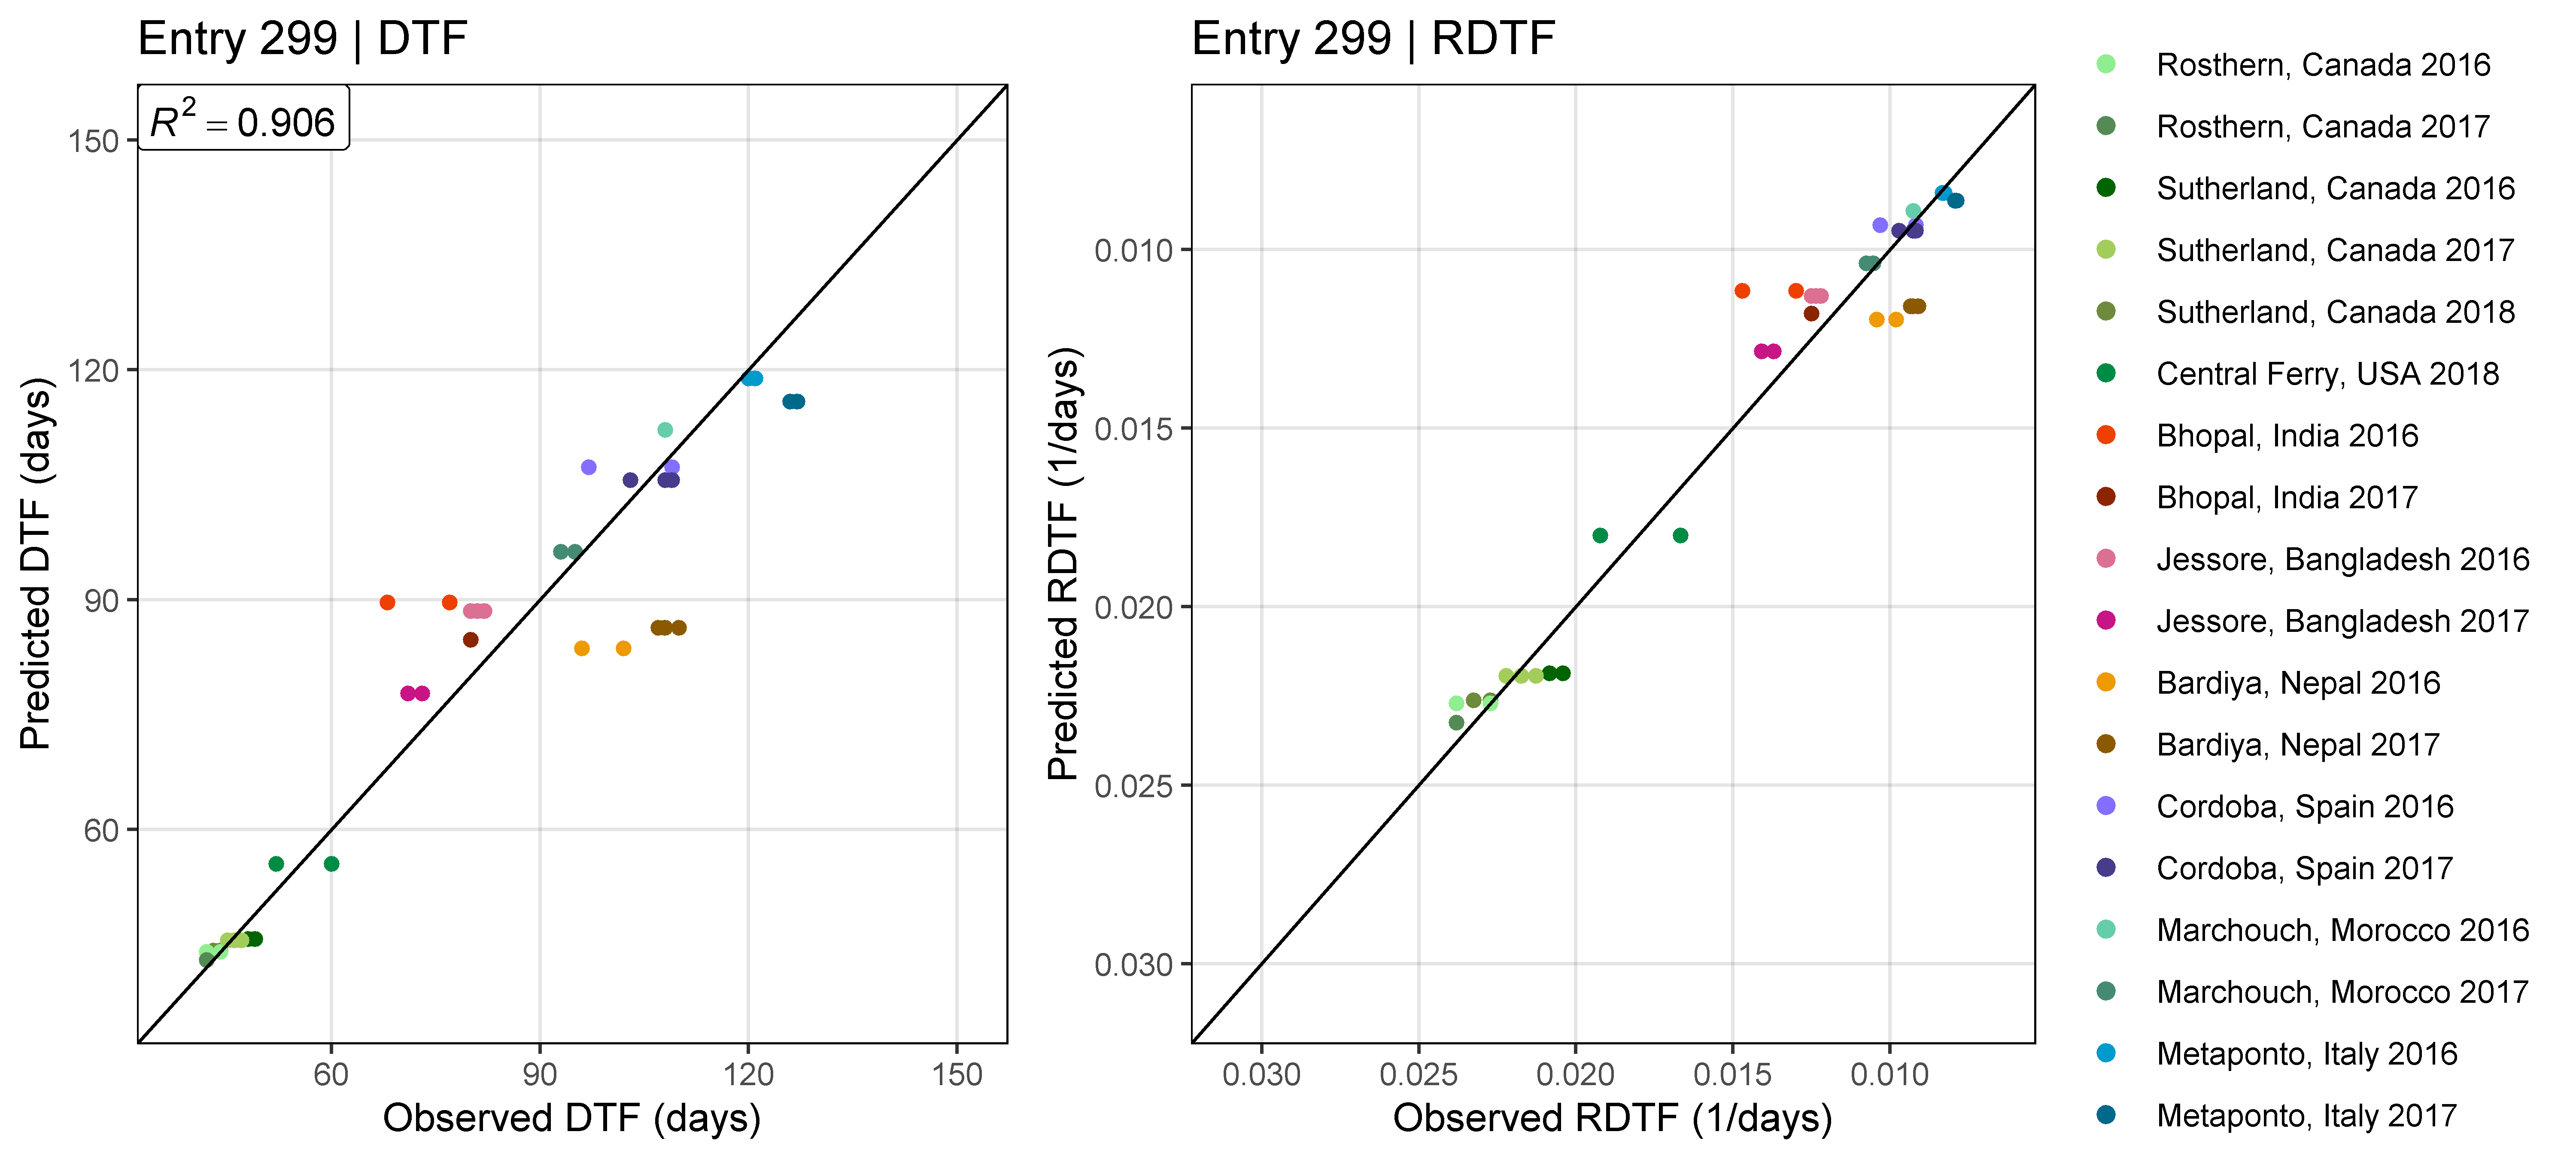 Entry 299 | DTF
R² = 0.906
150
120
90
60
Predicted DTF (days)
60
90
120
150
Observed DTF (days)
Entry 299 | RDTF
0.010
0.015
0.020
0.025
0.030
Predicted RDTF (1/days)
0.030
0.025
0.020
0.015
0.010
Observed RDTF (1/days)
Rosthern, Canada 2016
Rosthern, Canada 2017
Sutherland, Canada 2016
Sutherland, Canada 2017
Sutherland, Canada 2018
Central Ferry, USA 2018
Bhopal, India 2016
Bhopal, India 2017
Jessore, Bangladesh 2016
Jessore, Bangladesh 2017
Bardiya, Nepal 2016
Bardiya, Nepal 2017
Cordoba, Spain 2016
Cordoba, Spain 2017
Marchouch, Morocco 2016
Marchouch, Morocco 2017
Metaponto, Italy 2016
Metaponto, Italy 2017